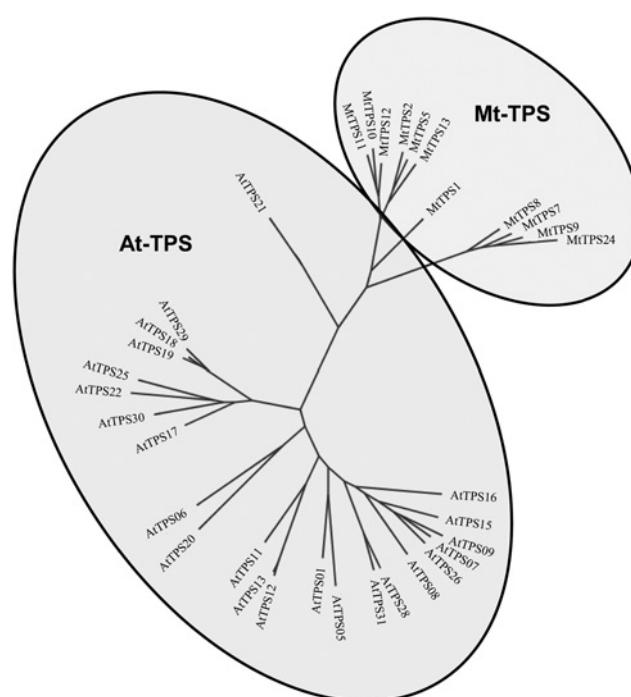 Mt-TPS
MtTPS11
MtTPS10
MtTPS12
MtTPS2
MtTPS5
MtTPS13
MtTPS1
MtTPS8
MtTPS7
MtTPS9
MtTPS24
At-TPS
AtTPS21
AtTPS29
AtTPS18
AtTPS19
AtTPS25
AtTPS22
AtTPS30
AtTPS17
AtTPS06
AtTPS20
AtTPS11
AtTPS13
AtTPS12
AtTPS01
AtTPS05
AtTPS31
AtTPS28
AtTPS08
AtTPS26
AtTPS07
AtTPS09
AtTPS15
AtTPS16